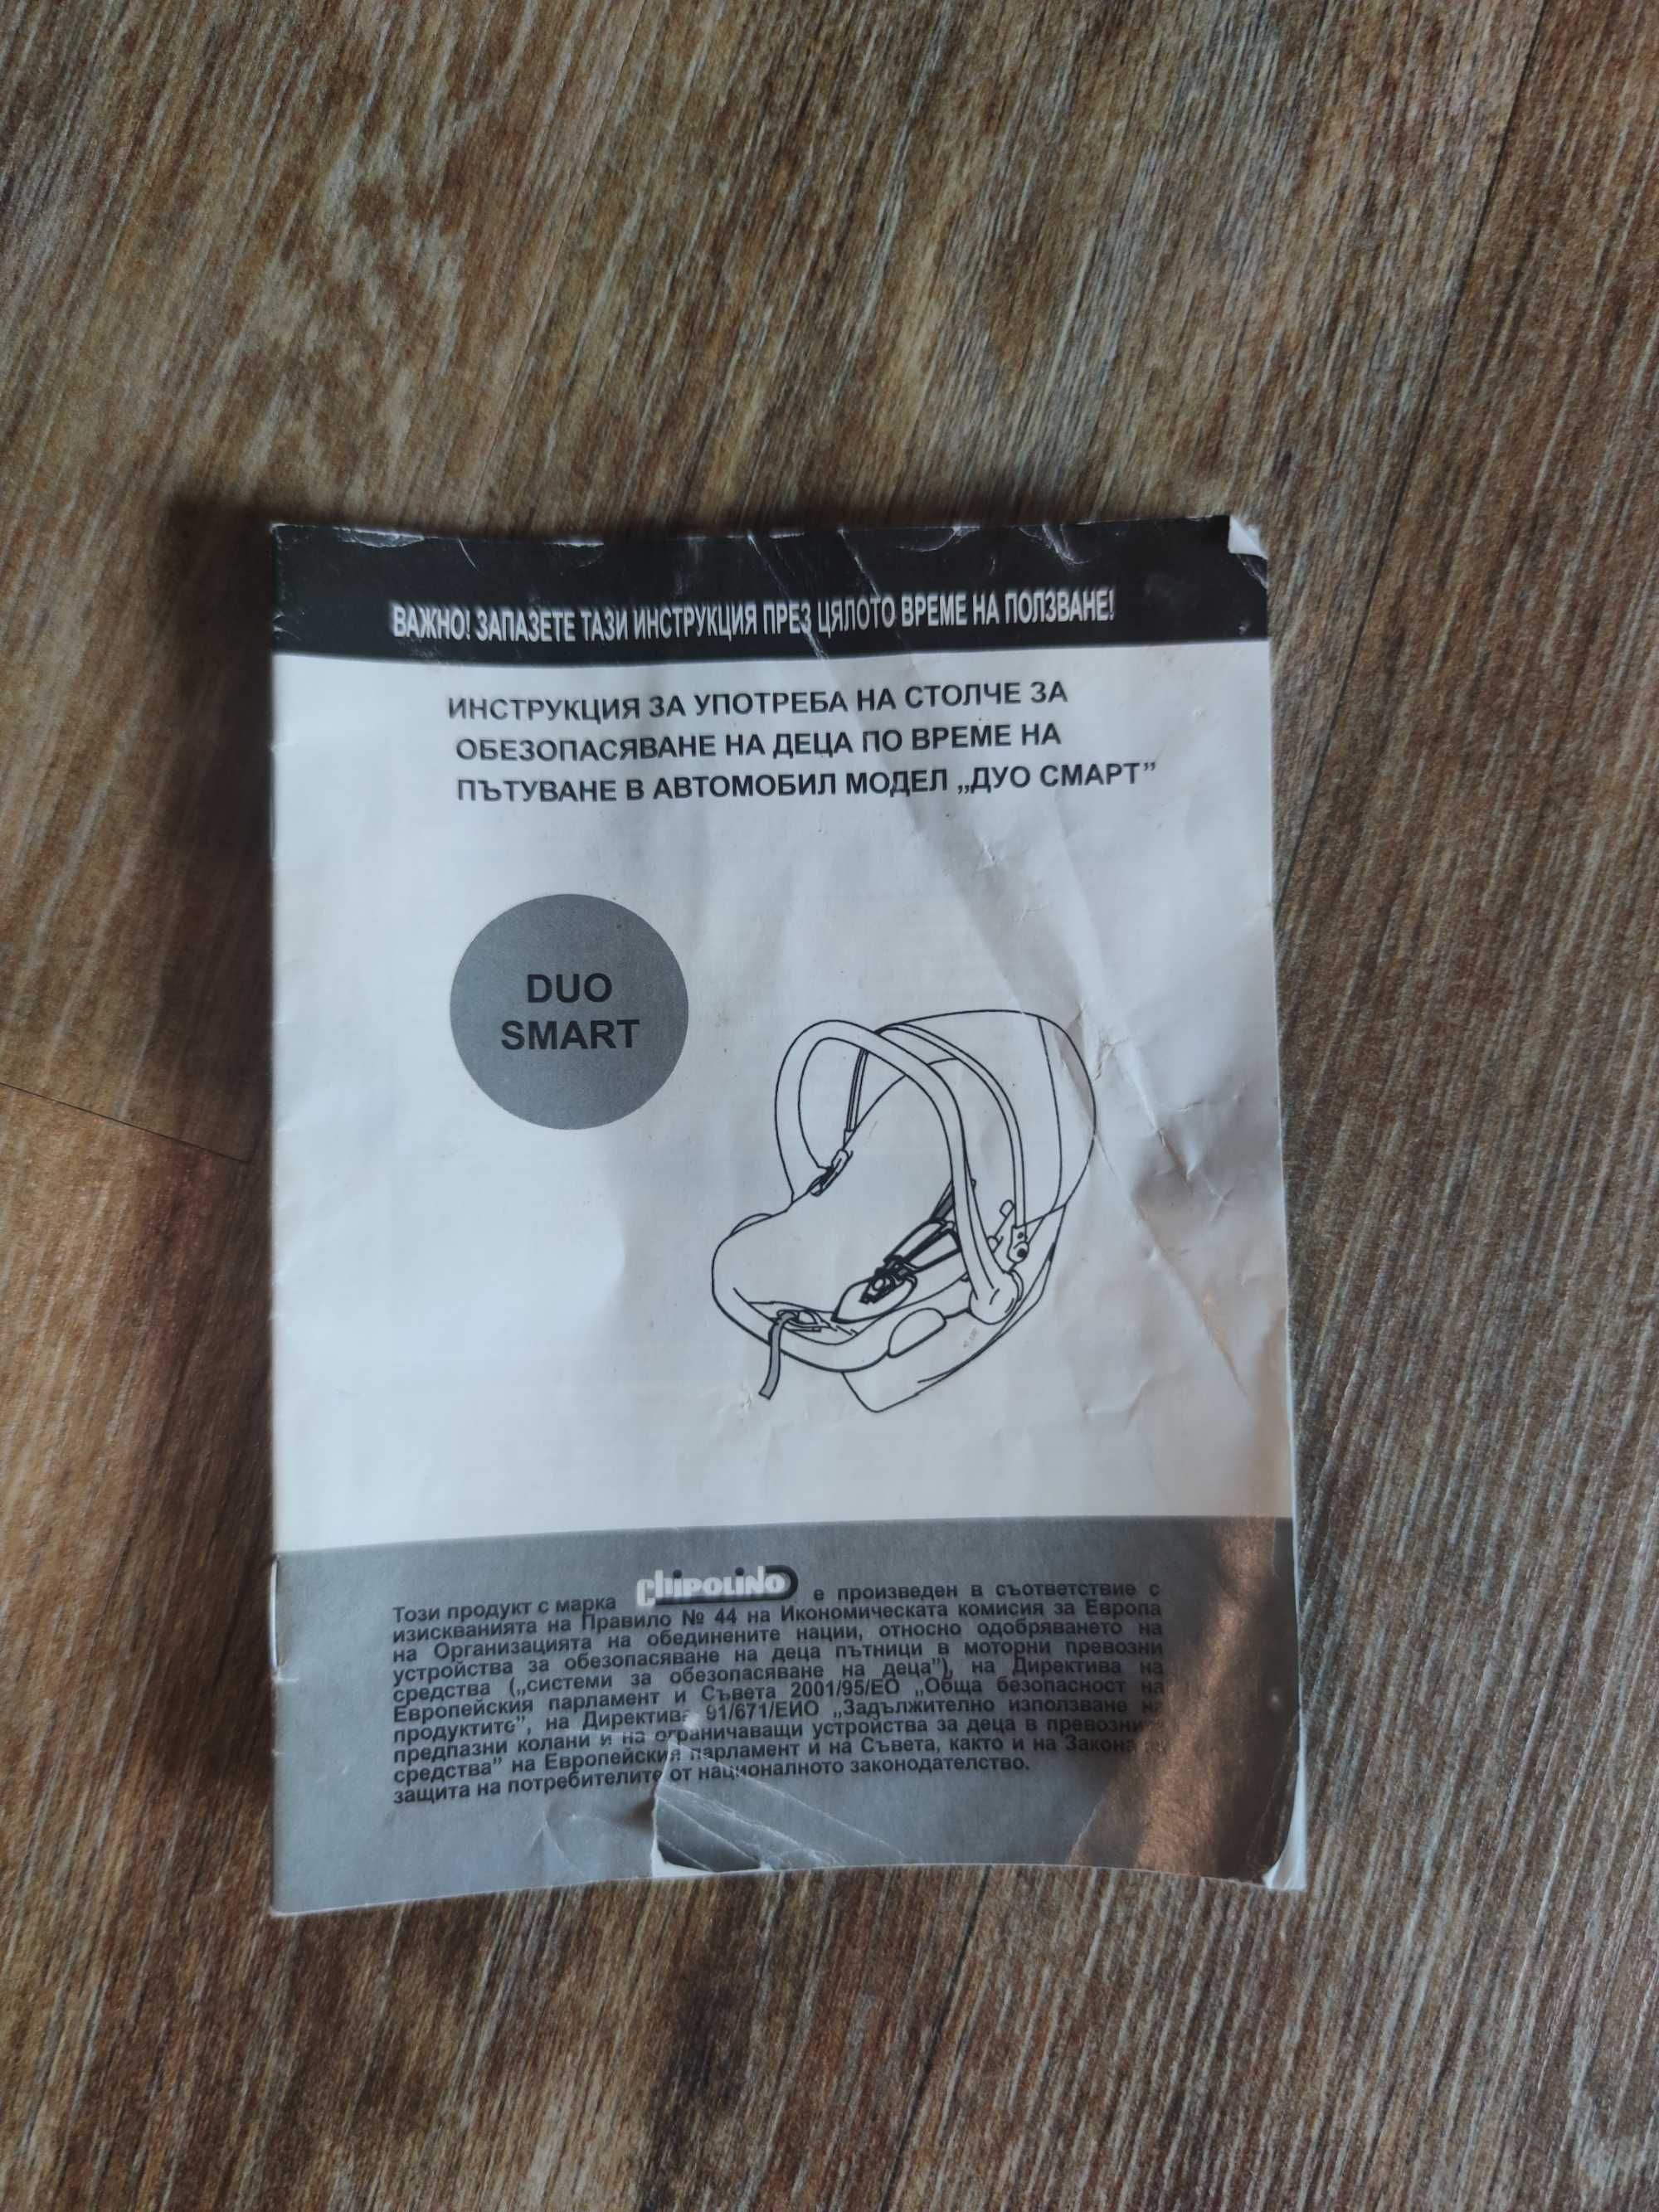 ВАЖНО! ЗАПАЗЕТЕ ТАЗИ ИНСТРУКЦИЯ ПРЕЗ ЦЯЛОТО ВРЕМЕ НА ПОЛЗВАНЕ!
ИНСТРУКЦИЯ ЗА УПОТРЕБА НА СТОЛЧЕ ЗА
ОБЕЗОПАСЯВАНЕ НА ДЕЦА ПО ВРЕМЕ НА
ПЪТУВАНЕ В АВТОМОБИЛ МОДЕЛ „ДУО СМАРТ”
DUO
SMART
Този продукт с марка chipolino е произведен в съответствие с
изискванията на Правило № 44 на Икономическата комисия за Европа
на Организацията на обединените нации, относно одобряването на
устройства за обезопасяване на деца пътници в моторни превозни
средства („системи за обезопасяване на деца”), на Директива на
Европейския парламент и Съвета 2001/95/ЕО „Обща безопасност на
продуктите”, на Директива 91/671/ЕИО „Задължително използване на
предпазни колани и на ограничаващи устройства за деца в превозни
средства” на Европейския парламент и на Съвета, както и на Закона
защита на потребителите от националното законодателство.